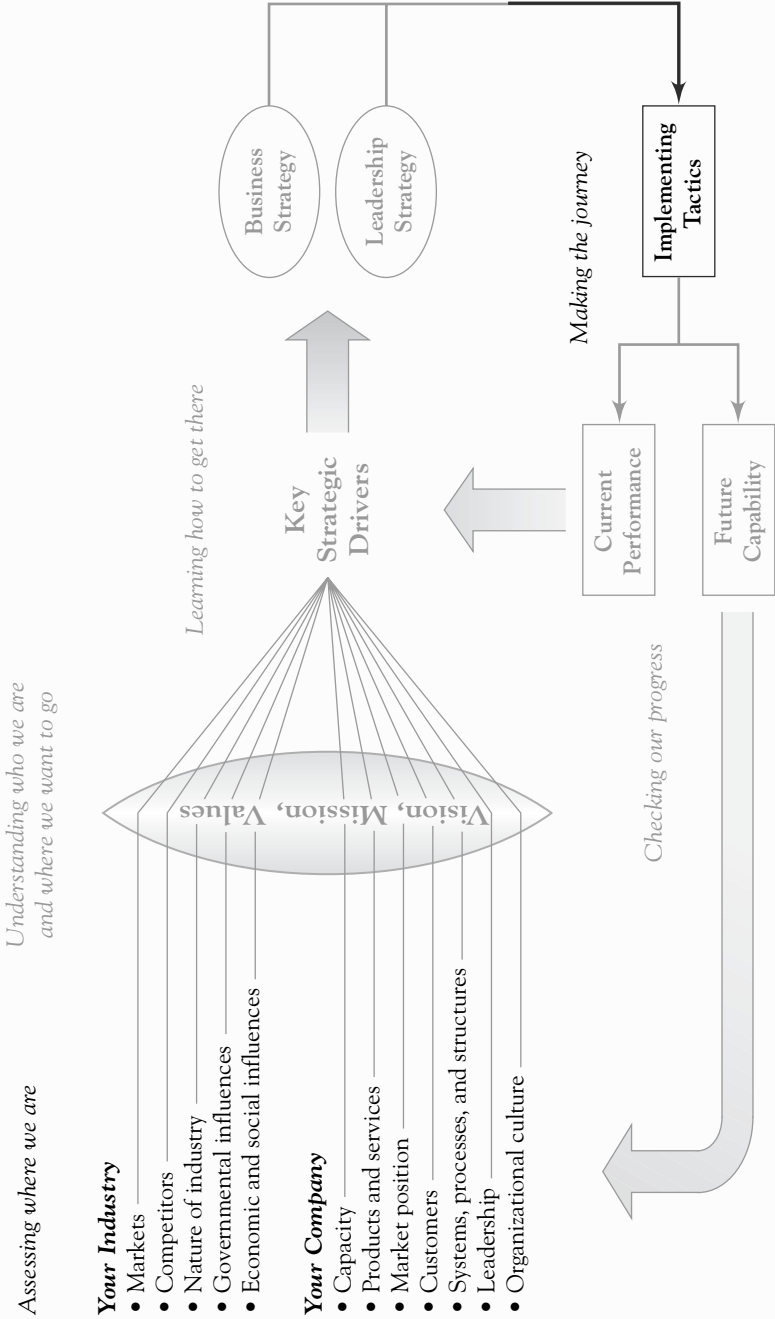 Assessing where we are
Understanding who we are
and where we want to go
Your Industry
• Markets
• Competitors
• Nature of industry
• Governmental influences
• Economic and social influences
Your Company
• Capacity
• Products and services
• Market position
• Customers
• Systems, processes, and structures
• Leadership
• Organizational culture
Vision, Mission, Values
Learning how to get there
Key
Strategic
Drivers
Business
Strategy
Leadership
Strategy
Making the journey
Implementing
Tactics
Current
Performance
Future
Capability
Checking our progress